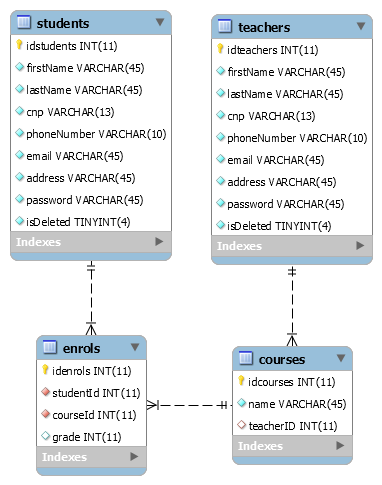 students
idstudents INT(11)
firstName VARCHAR(45)
lastName VARCHAR(45)
cnp VARCHAR(13)
phoneNumber VARCHAR(10)
email VARCHAR(45)
address VARCHAR(45)
password VARCHAR(45)
isDeleted TINYINT(4)
Indexes
teachers
idteachers INT(11)
firstName VARCHAR(45)
lastName VARCHAR(45)
cnp VARCHAR(13)
phoneNumber VARCHAR(10)
email VARCHAR(45)
address VARCHAR(45)
password VARCHAR(45)
isDeleted TINYINT(4)
Indexes
enrols
idenrols INT(11)
studentId INT(11)
courseId INT(11)
grade INT(11)
Indexes
courses
idcourses INT(11)
name VARCHAR(45)
teacherID INT(11)
Indexes